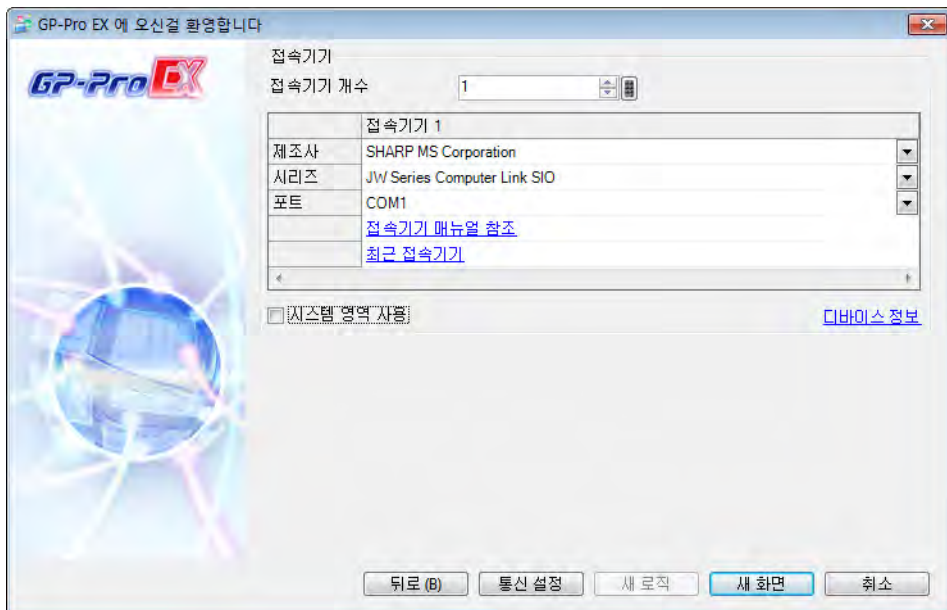 GP-Pro EX 에 오신걸 환영합니다
GP-Pro EX
접속기기
접속기기 개수 1
접속기기 1
제조사 SHARP MS Corporation
시리즈 JW Series Computer Link SIO
포트 COM1
접속기기 매뉴얼 참조
최근 접속기기
시스템 영역 사용 디바이스 정보
뒤로 (B) 통신 설정 새 로직 새 화면 취소